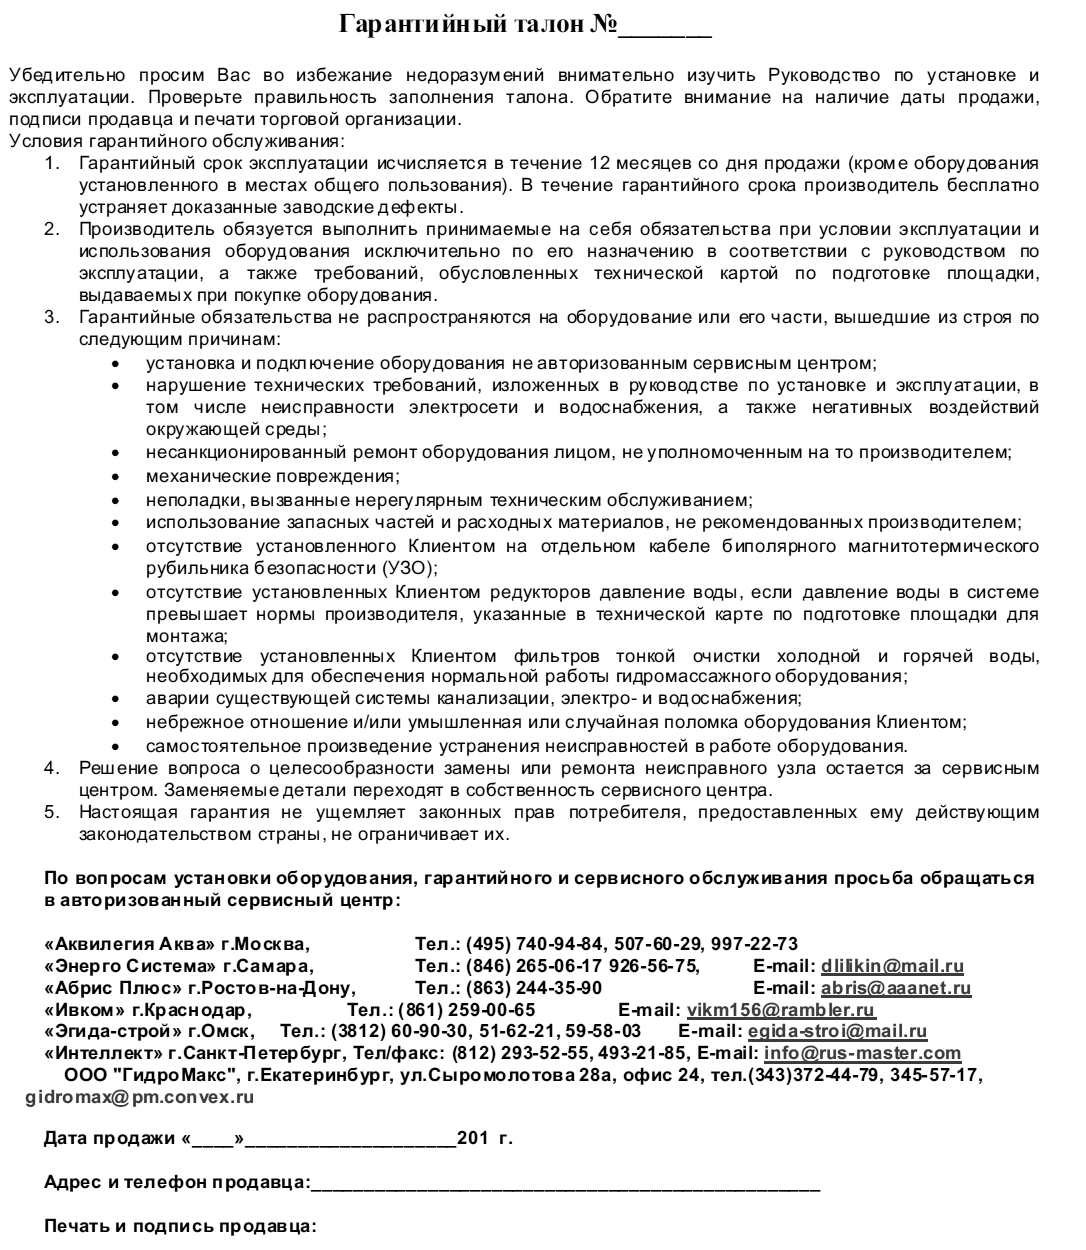 Гарантийный талон №_______
Убедительно просим Вас во избежание недоразумений внимательно изучить Руководство по установке и
эксплуатации. Проверьте правильность заполнения талона. Обратите внимание на наличие даты продажи,
подписи продавца и печати торговой организации.
Условия гарантийного обслуживания:
1. Гарантийный срок эксплуатации исчисляется в течение 12 месяцев со дня продажи (кроме оборудования
установленного в местах общего пользования). В течение гарантийного срока производитель бесплатно
устраняет доказанные заводские дефекты.
2. Производитель обязуется выполнить принимаемые на себя обязательства при условии эксплуатации и
использования оборудования исключительно по его назначению в соответствии с руководством по
эксплуатации, а также требований, обусловленных технической картой по подготовке площадки,
выдаваемых при покупке оборудования.
3. Гарантийные обязательства не распространяются на оборудование или его части, вышедшие из строя по
следующим причинам:
• установка и подключение оборудования не авторизованным сервисным центром;
• нарушение технических требований, изложенных в руководстве по установке и эксплуатации, в
том числе неисправности электросети и водоснабжения, а также негативных воздействий
окружающей среды;
• несанкционированный ремонт оборудования лицом, не уполномоченным на то производителем;
• механические повреждения;
• неполадки, вызванные нерегулярным техническим обслуживанием;
• использование запасных частей и расходных материалов, не рекомендованных производителем;
• отсутствие установленного Клиентом на отдельном кабеле биполярного магнитотермического
рубильника безопасности (УЗО);
• отсутствие установленных Клиентом редукторов давление воды, если давление воды в системе
превышает нормы производителя, указанные в технической карте по подготовке площадки для
монтажа;
• отсутствие установленных Клиентом фильтров тонкой очистки холодной и горячей воды,
необходимых для обеспечения нормальной работы гидромассажного оборудования;
• аварии существующей системы канализации, электро- и водоснабжения;
• небрежное отношение и/или умышленная или случайная поломка оборудования Клиентом;
• самостоятельное произведение устранения неисправностей в работе оборудования.
4. Решение вопроса о целесообразности замены или ремонта неисправного узла остается за сервисным
центром. Заменяемые детали переходят в собственность сервисного центра.
5. Настоящая гарантия не ущемляет законных прав потребителя, предоставленных ему действующим
законодательством страны, не ограничивает их.
По вопросам установки оборудования, гарантийного и сервисного обслуживания просьба обращаться
в авторизованный сервисный центр:
«Аквилегия Аква» г.Москва, Тел.: (495) 740-94-84, 507-60-29, 997-22-73
«Энерго Система» г.Самара, Тел.: (846) 265-06-17 926-56-75, E-mail: dlilikin@mail.ru
«Абрис Плюс» г.Ростов-на-Дону, Тел.: (863) 244-35-90 E-mail: abris@aaanet.ru
«Ивком» г.Краснодар, Тел.: (861) 259-00-65 E-mail: vikm156@rambler.ru
«Эгида-строй» г.Омск, Тел.: (3812) 60-90-30, 51-62-21, 59-58-03 E-mail: egida-stroi@mail.ru
«Интеллект» г.Санкт-Петербург, Тел/факс: (812) 293-52-55, 493-21-85, E-mail: info@rus-master.com
ООО "ГидроМакс", г.Екатеринбург, ул.Сыромолотова 28а, офис 24, тел.(343)372-44-79, 345-57-17,
gidromax@pm.convex.ru
Дата продажи «____»____________________201 г.
Адрес и телефон продавца:________________________________________________
Печать и подпись продавца: